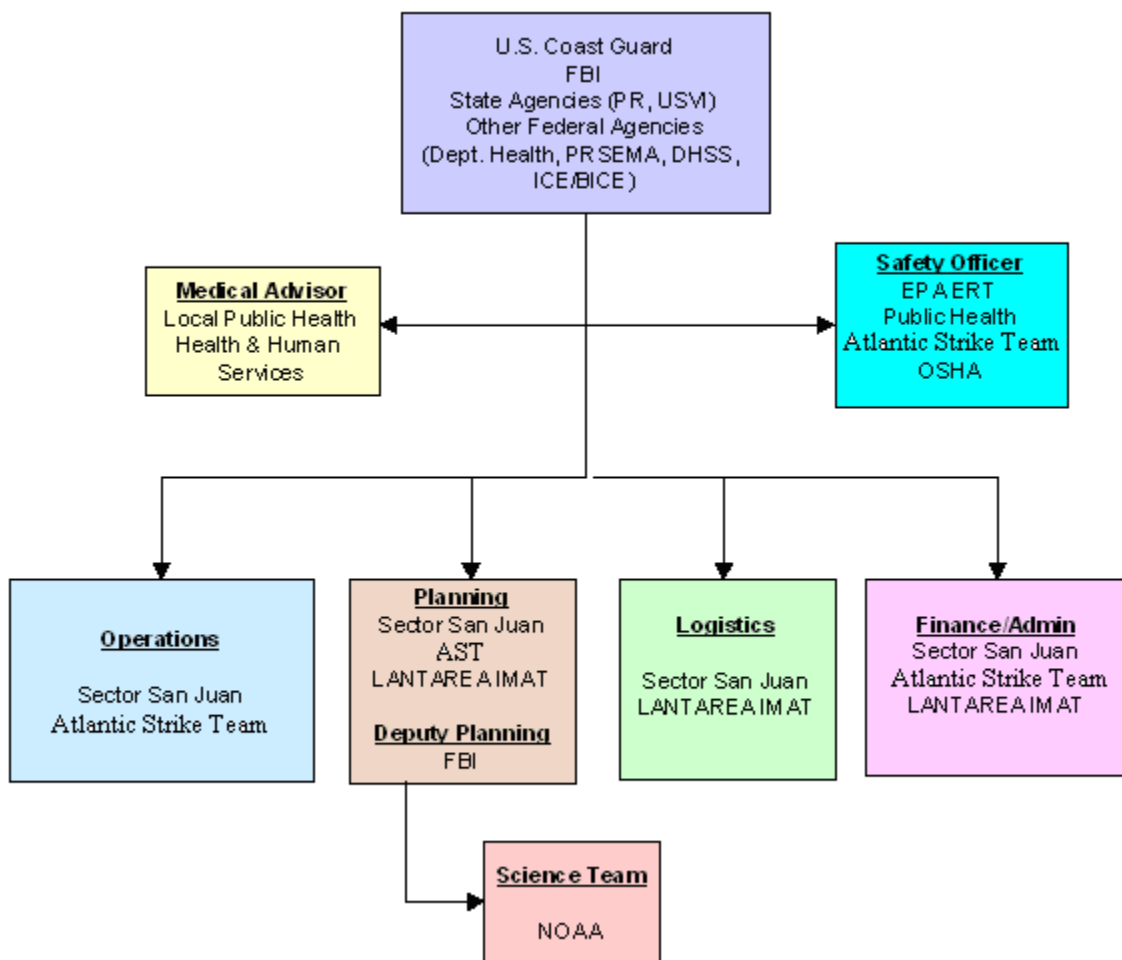 U.S. Coast Guard
FBI
State Agencies (PR, USVI)
Other Federal Agencies
(Dept. Health, PRSEMA, DHSS,
ICE/BICE)
Medical Advisor
Local Public Health
Health & Human
Services
Safety Officer
EPA ERT
Public Health
Atlantic Strike Team
OSHA
Operations
Sector San Juan
Atlantic Strike Team
Planning
Sector San Juan
AST
LANTAREA IMAT
Deputy Planning
FBI
Logistics
Sector San Juan
LANTAREA IMAT
Finance/Admin
Sector San Juan
Atlantic Strike Team
LANTAREA IMAT
Science Team
NOAA